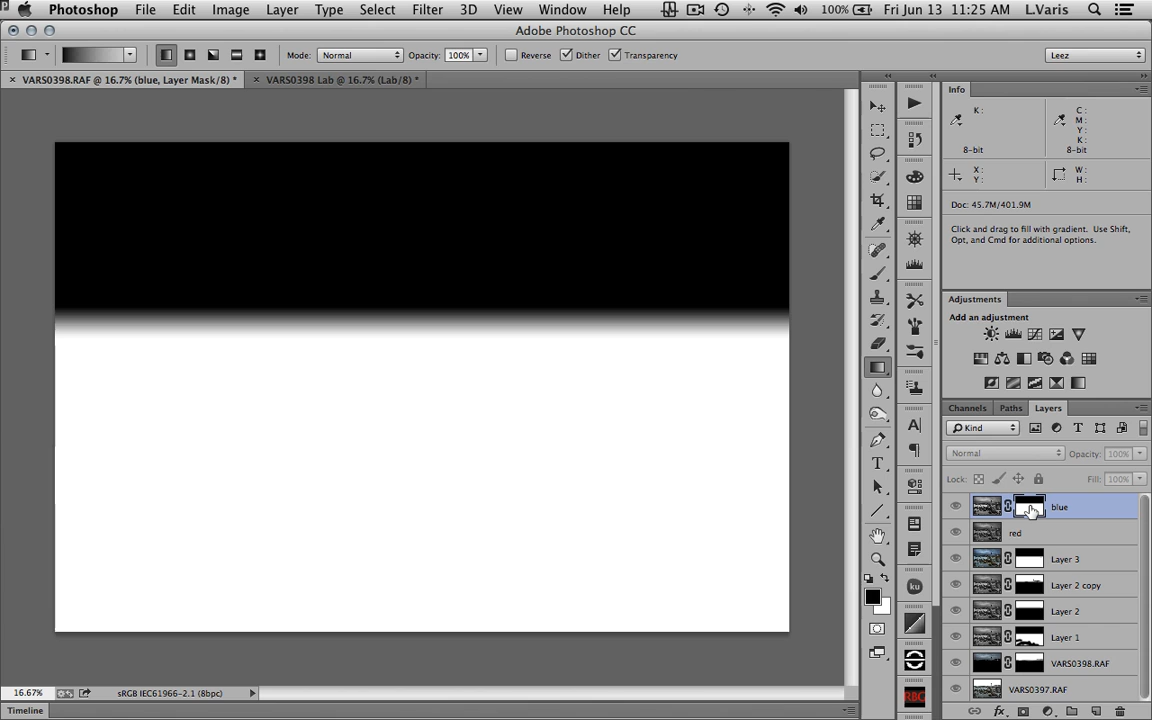 Photoshop File Edit Image Layer Type Select Filter 3D View Window Help 100% Fri Jun 13 11:25 AM L.Varis
Adobe Photoshop CC
Mode: Normal Opacity: 100% Reverse Dither Transparency Leez
× VARS0398.RAF @ 16.7% (blue, Layer Mask/8) * × VARS0398 Lab @ 16.7% (Lab/8) *
Info
K: C:
M:
Y:
K:
8-bit 8-bit
X: W:
Y: H:
Doc: 45.7M/401.9M
Click and drag to fill with gradient. Use Shift,
Opt, and Cmd for additional options.
Adjustments
Add an adjustment
Channels Paths Layers
Kind
Normal Opacity: 100%
Lock: Fill: 100%
blue
red
Layer 3
Layer 2 copy
Layer 2
Layer 1
VARS0398.RAF
VARS0397.RAF
ku
RBG
16.67% sRGB IEC61966-2.1 (8bpc)
Timeline
fx